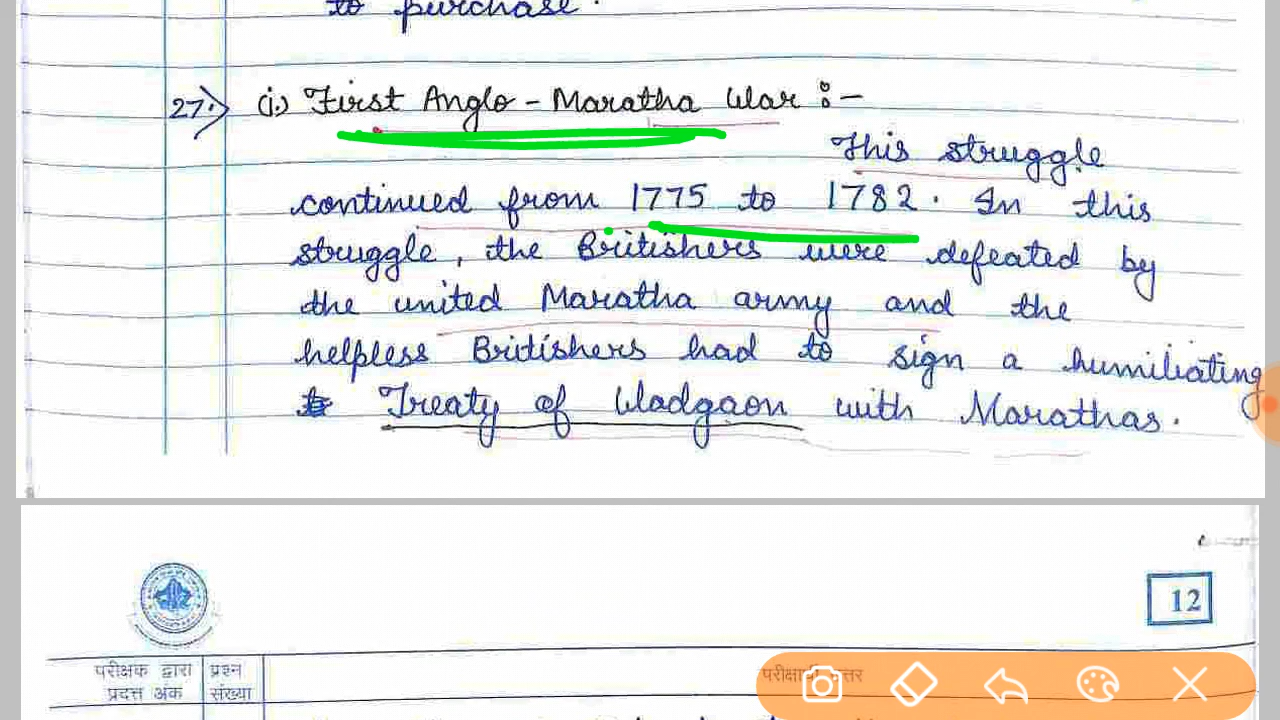 to purchase.
27.> (i.) First Anglo - Maratha War :-
This struggle
continued from 1775 to 1782. In this
struggle, the Britishers were defeated by
the united Maratha army and the
helpless Britishers had to sign a humiliating
Treaty of Wadgaon with Marathas.
12
परीक्षक द्वारा प्रश्न
प्रदत्त अंक संख्या